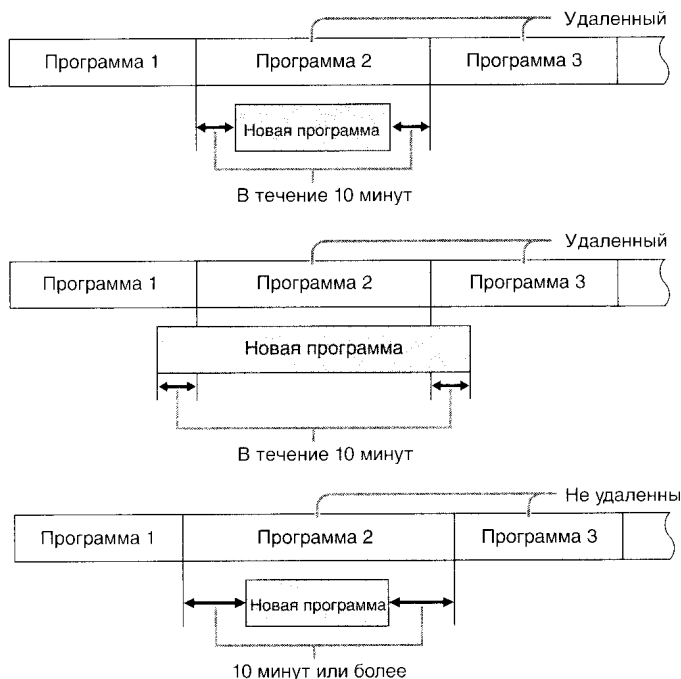 Удаленный
Программа 1 Программа 2 Программа 3
Новая программа
В течение 10 минут
Удаленный
Программа 1 Программа 2 Программа 3
Новая программа
В течение 10 минут
Не удаленны
Программа 1 Программа 2 Программа 3
Новая программа
10 минут или более